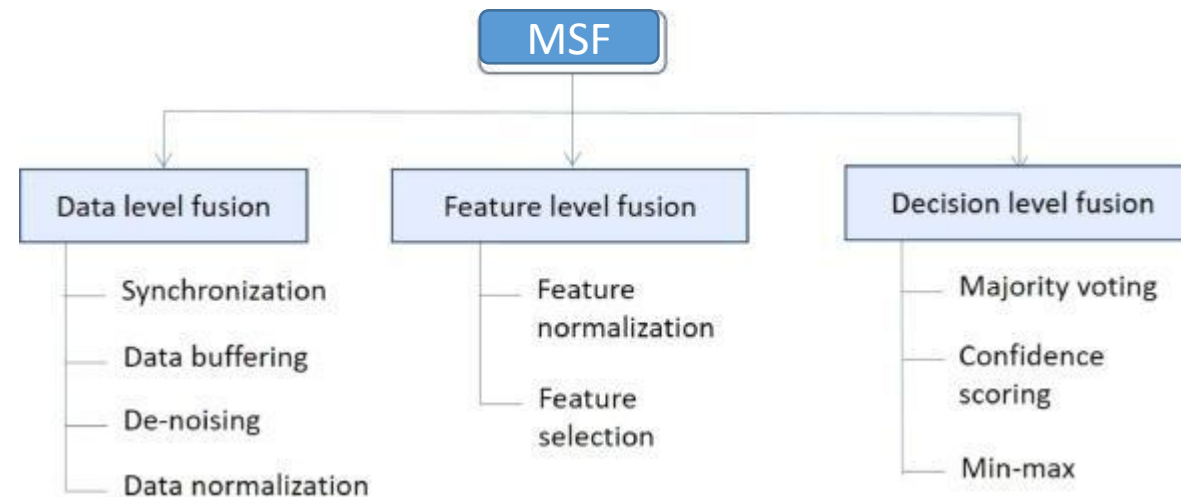 MSF
Data level fusion
Synchronization
Data buffering
De-noising
Data normalization
Feature level fusion
Feature
normalization
Feature
selection
Decision level fusion
Majority voting
Confidence
scoring
Min-max